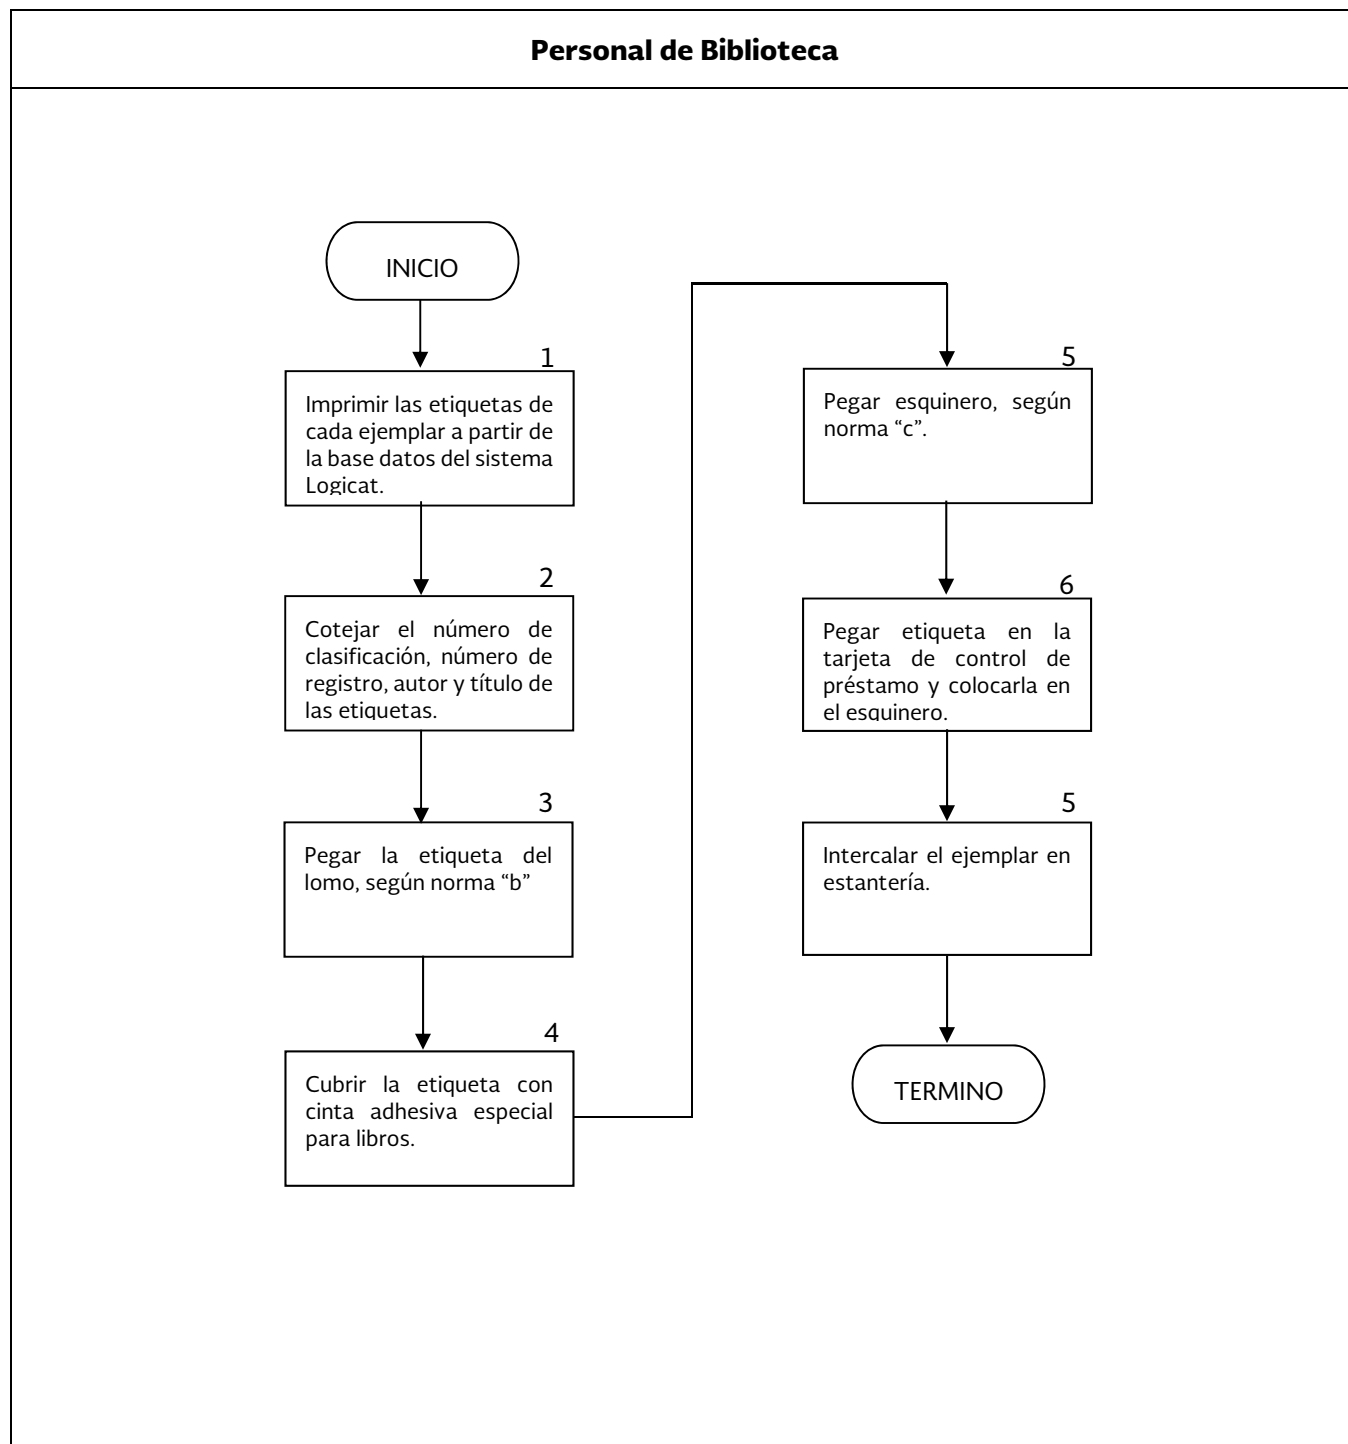 Personal de Biblioteca
INICIO
1
Imprimir las etiquetas de
cada ejemplar a partir de
la base datos del sistema
Logicat.
2
Cotejar el número de
clasificación, número de
registro, autor y título de
las etiquetas.
3
Pegar la etiqueta del
lomo, según norma “b”
4
Cubrir la etiqueta con
cinta adhesiva especial
para libros.
5
Pegar esquinero, según
norma “c”.
6
Pegar etiqueta en la
tarjeta de control de
préstamo y colocarla en
el esquinero.
5
Intercalar el ejemplar en
estantería.
TERMINO